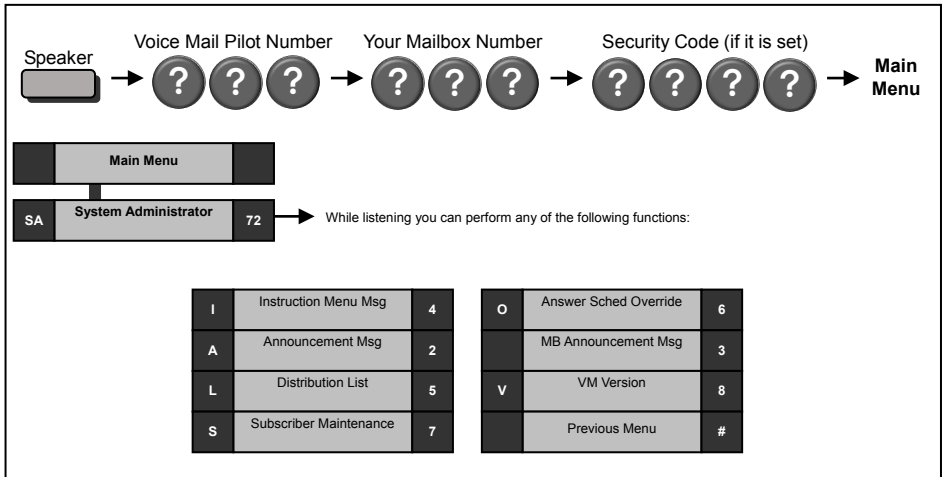 Speaker
Voice Mail Pilot Number
Your Mailbox Number
Security Code (if it is set)
? ? ?
? ? ?
? ? ? ?
Main
Menu
Main Menu
SA System Administrator 72
While listening you can perform any of the following functions:
I Instruction Menu Msg 4
A Announcement Msg 2
L Distribution List 5
S Subscriber Maintenance 7
O Answer Sched Override 6
MB Announcement Msg 3
V VM Version 8
Previous Menu #